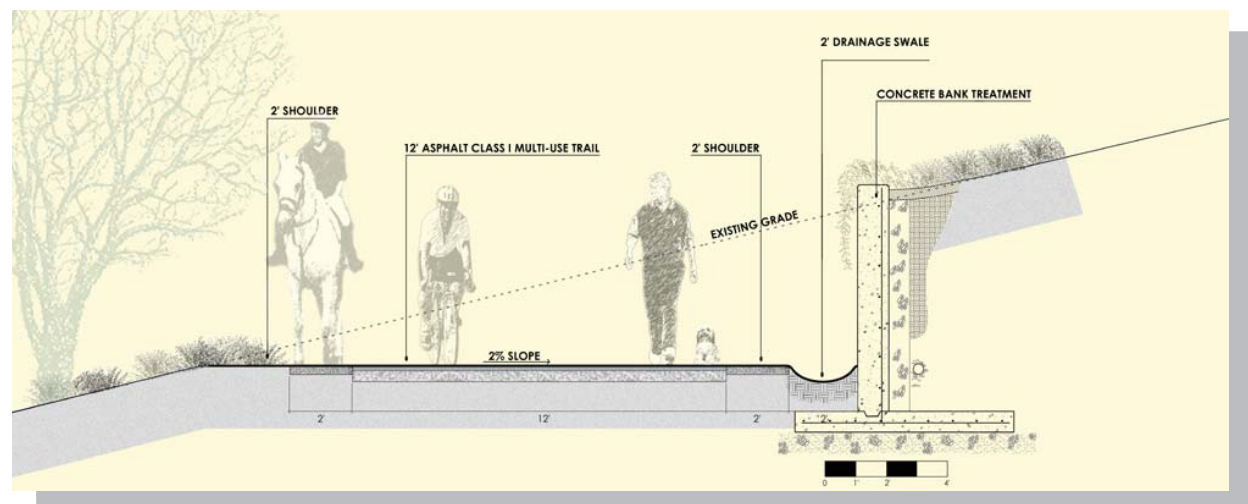 2' DRAINAGE SWALE
CONCRETE BANK TREATMENT
2' SHOULDER
12' ASPHALT CLASS I MULTI-USE TRAIL
2' SHOULDER
EXISTING GRADE
2% SLOPE
2' 12' 2' 2'
0 1' 2' 4'